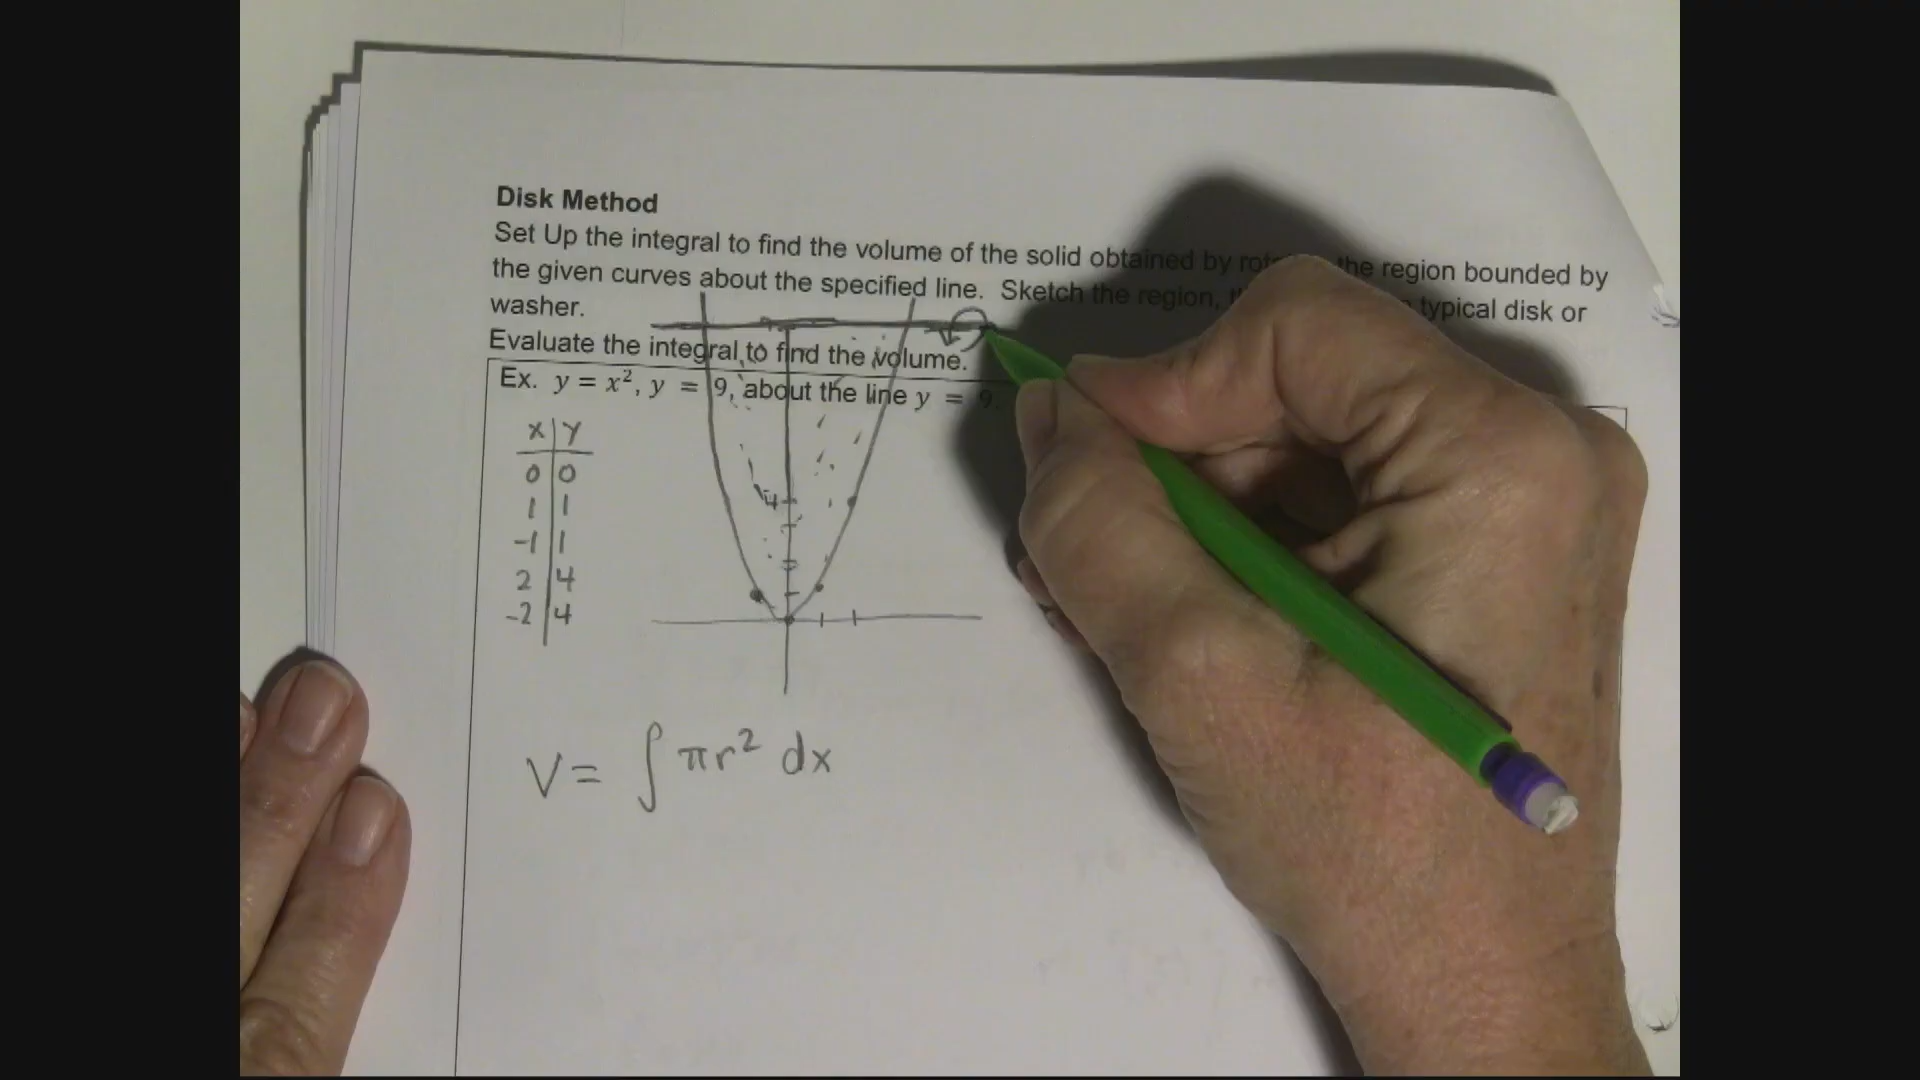 Disk Method
Set Up the integral to find the volume of the solid obtained by the region bounded by
the given curves about the specified line. Sketch the region, typical disk or
washer.
Evaluate the integral to find the volume.
Ex. y = x², y = 9, about the line y = 9.
x | y
0 | 0
1 | 1
-1 | 1
2 | 4
-2 | 4
4
V = ∫ πr² dx